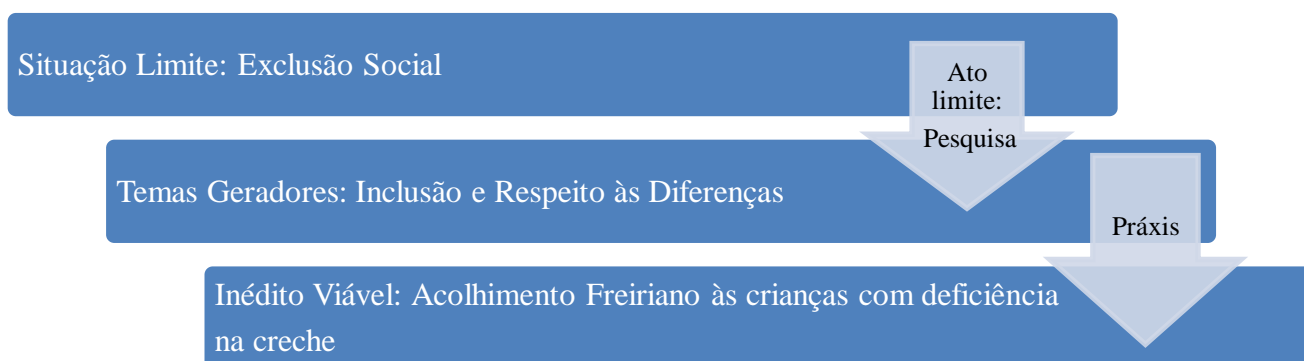 Situação Limite: Exclusão Social
Ato
limite:
Pesquisa
Temas Geradores: Inclusão e Respeito às Diferenças
Práxis
Inédito Viável: Acolhimento Freiriano às crianças com deficiência
na creche